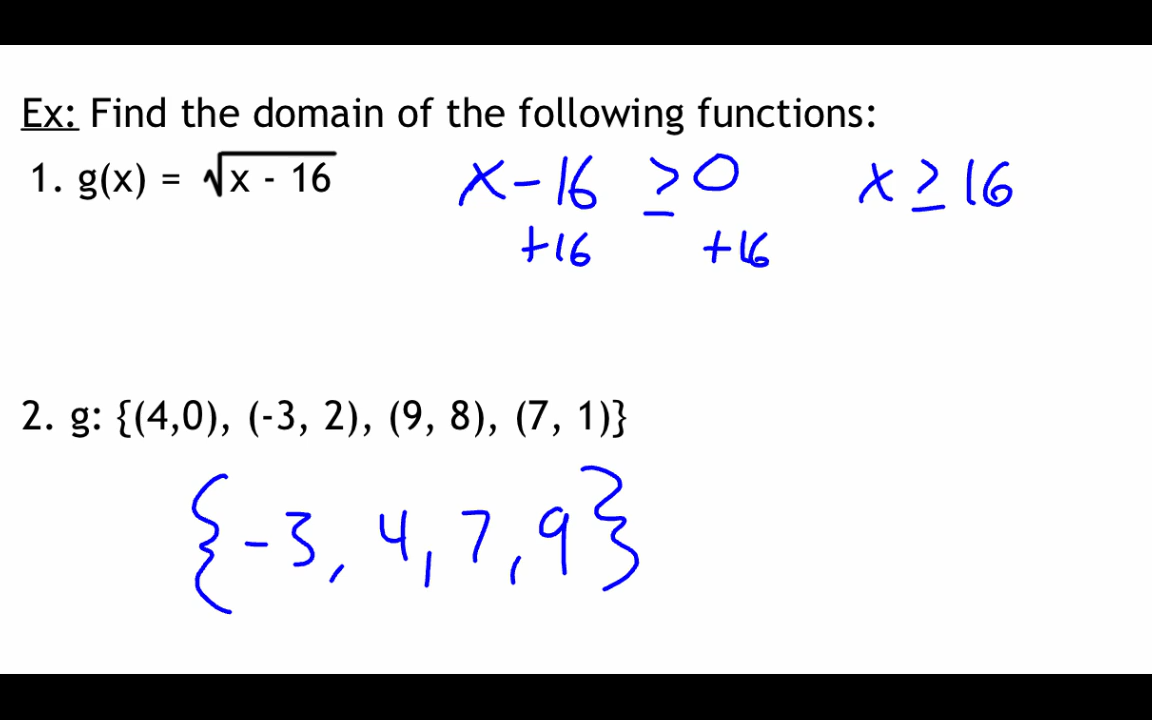 Ex: Find the domain of the following functions:
1. g(x) = √x - 16 x - 16 ≥ 0 x ≥ 16
+16 +16
2. g: {(4,0), (-3, 2), (9, 8), (7, 1)}
{-3, 4, 7, 9}